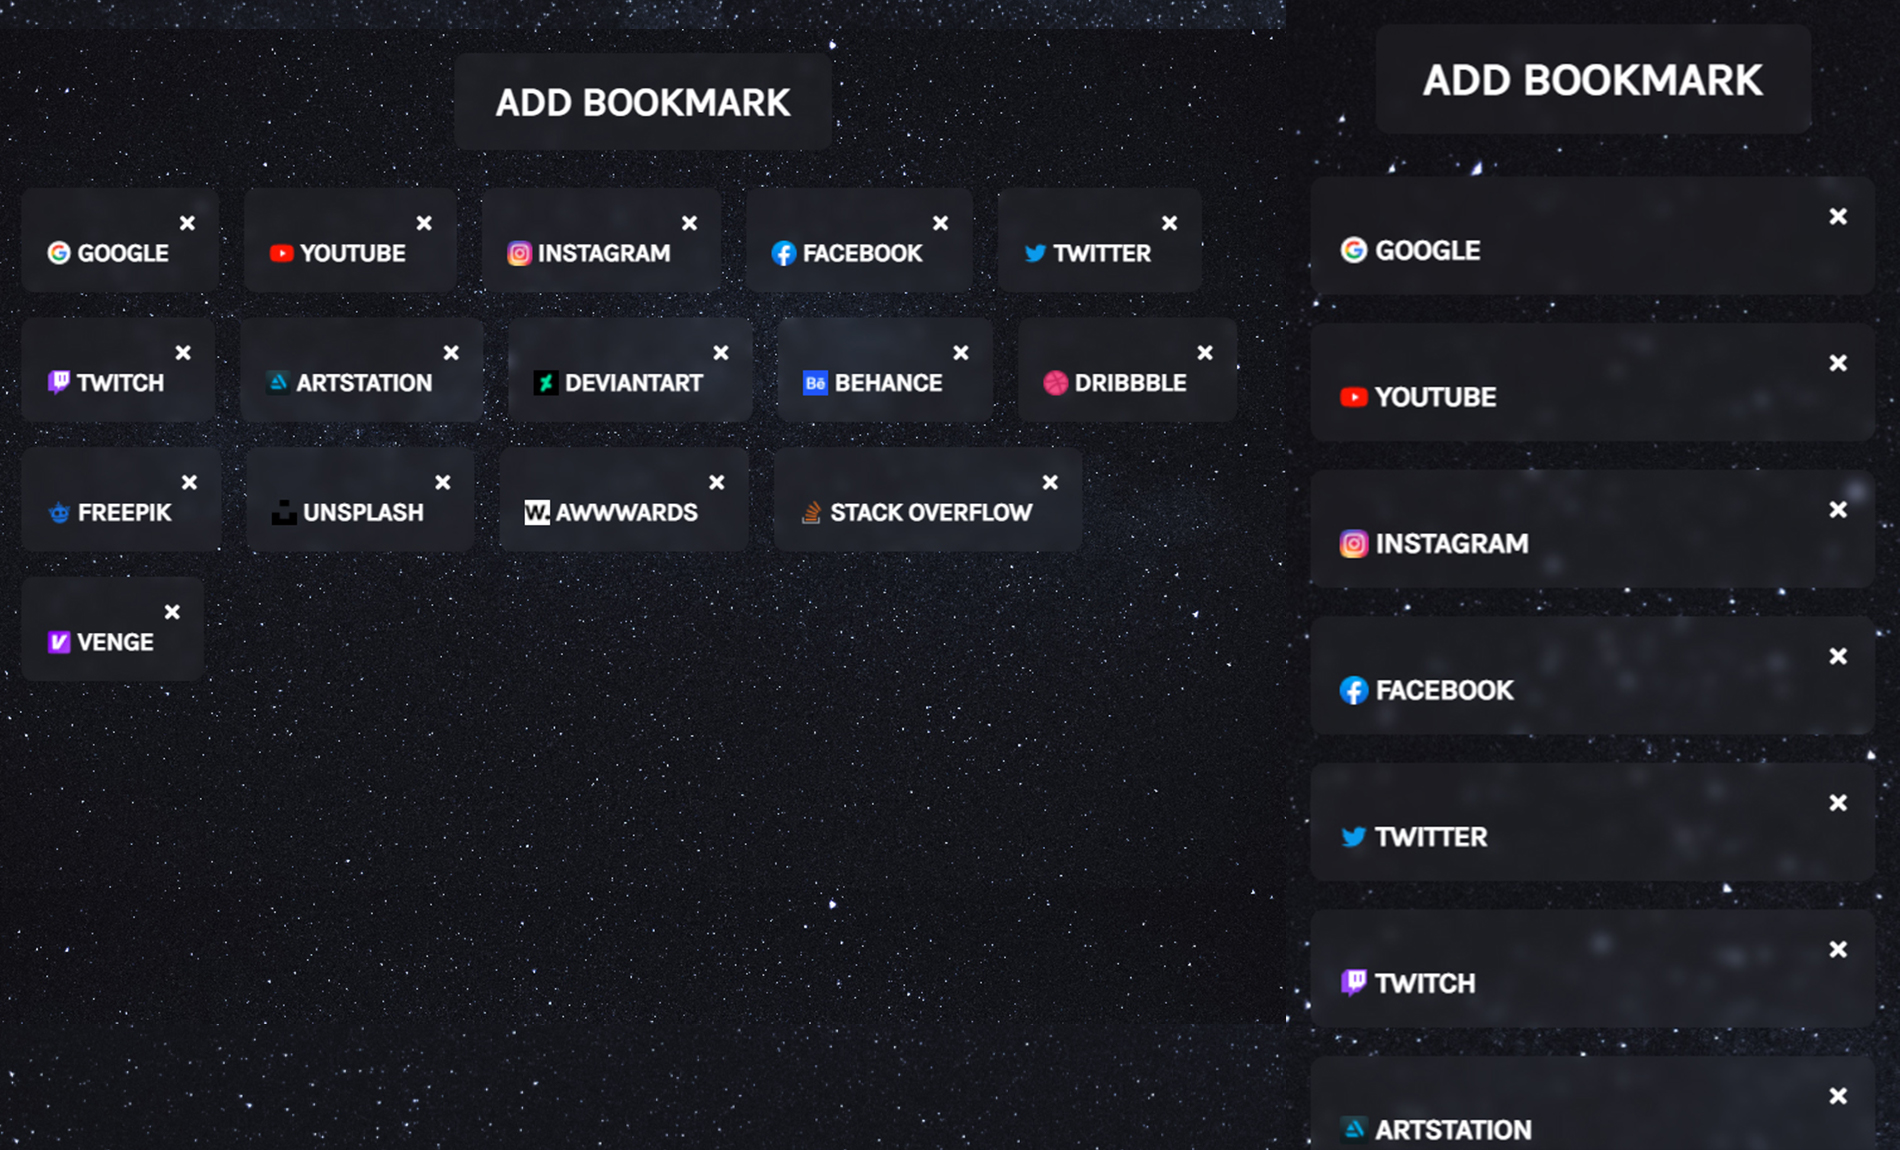 ADD BOOKMARK
GOOGLE
YOUTUBE
INSTAGRAM
FACEBOOK
TWITTER
TWITCH
ARTSTATION
DEVIANTART
Bē BEHANCE
DRIBBBLE
FREEPIK
UNSPLASH
W. AWWWARDS
STACK OVERFLOW
VENGE
ADD BOOKMARK
GOOGLE
YOUTUBE
INSTAGRAM
FACEBOOK
TWITTER
TWITCH
ARTSTATION